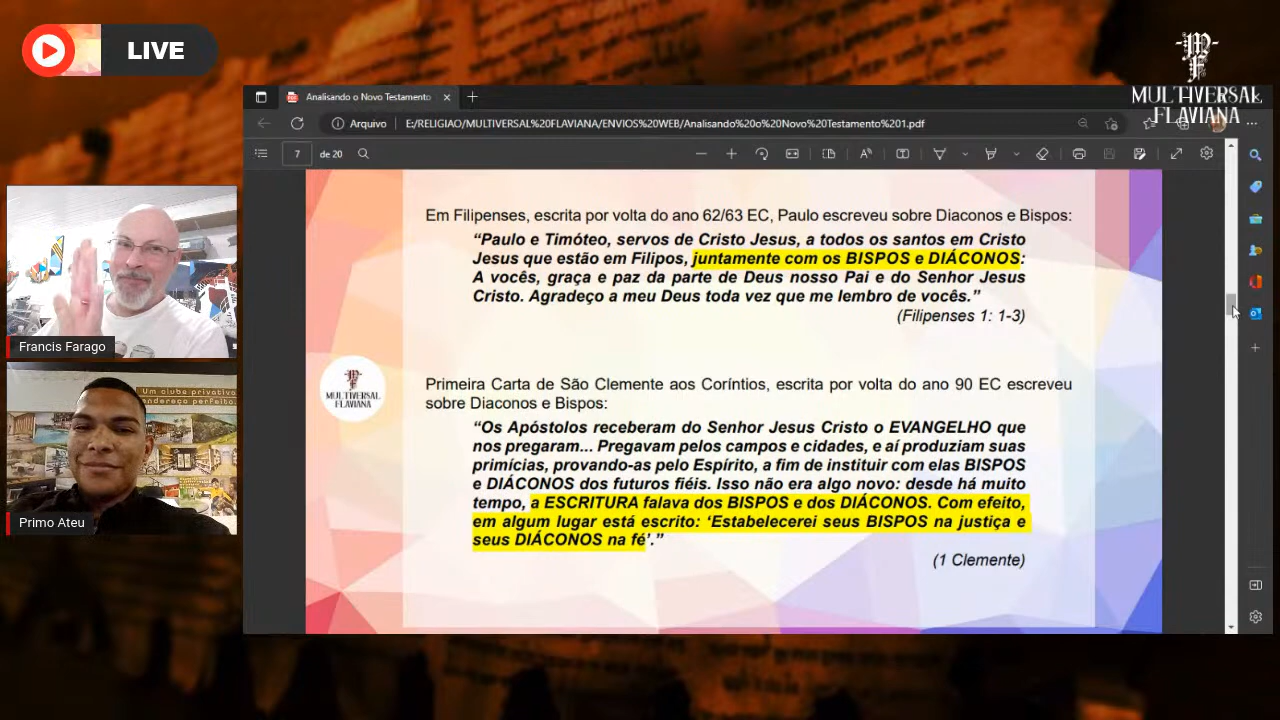 LIVE
MULTIVERSAL
FLAVIANA
Analisando o Novo Testamento
Arquivo
E:/RELIGIAO/MULTIVERSAL%20FLAVIANA/ENVIOS%20WEB/Analisando%20o%20Novo%20Testamento%201.pdf
7 de 20
Em Filipenses, escrita por volta do ano 62/63 EC, Paulo escreveu sobre Diaconos e Bispos:
“Paulo e Timóteo, servos de Cristo Jesus, a todos os santos em Cristo
Jesus que estão em Filipos, juntamente com os BISPOS e DIÁCONOS:
A vocês, graça e paz da parte de Deus nosso Pai e do Senhor Jesus
Cristo. Agradeço a meu Deus toda vez que me lembro de vocês.”
(Filipenses 1: 1-3)
MULTIVERSAL
FLAVIANA
Primeira Carta de São Clemente aos Coríntios, escrita por volta do ano 90 EC escreveu
sobre Diaconos e Bispos:
“Os Apóstolos receberam do Senhor Jesus Cristo o EVANGELHO que
nos pregaram... Pregavam pelos campos e cidades, e aí produziam suas
primícias, provando-as pelo Espírito, a fim de instituir com elas BISPOS
e DIÁCONOS dos futuros fiéis. Isso não era algo novo: desde há muito
tempo, a ESCRITURA falava dos BISPOS e dos DIÁCONOS. Com efeito,
em algum lugar está escrito: ‘Estabelecerei seus BISPOS na justiça e
seus DIÁCONOS na fé’.”
(1 Clemente)
Francis Farago
Um clube privativo
endereço perfeito.
Primo Ateu